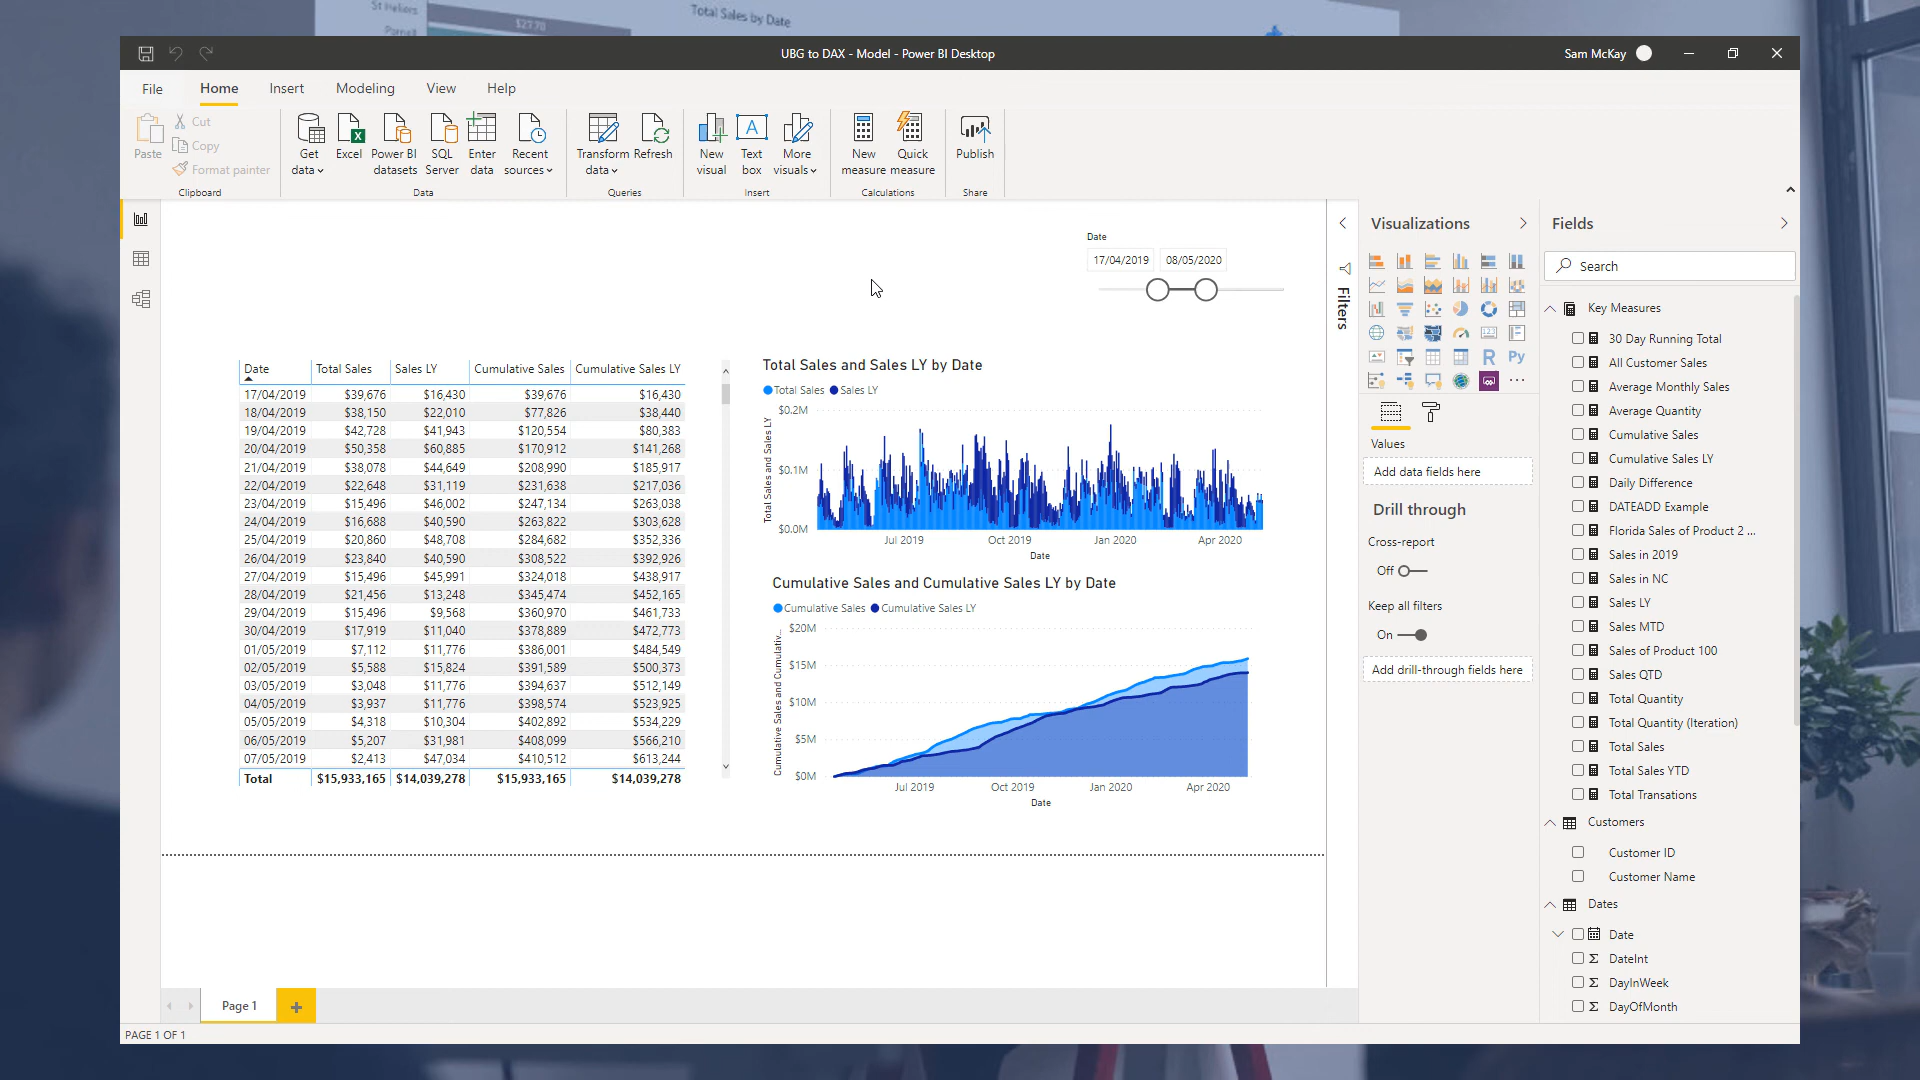 St Heliers
$27.70
Total Sales by Date
UBG to DAX - Model - Power BI Desktop
Sam McKay
File Home Insert Modeling View Help
Paste
Cut
Copy
Format painter
Clipboard
Get data
Excel
Power BI datasets
SQL Server
Enter data
Recent sources
Data
Transform data
Refresh
Queries
New visual
Text box
More visuals
Insert
New measure
Quick measure
Calculations
Publish
Share
Date
17/04/2019 08/05/2020
Date Total Sales Sales LY Cumulative Sales Cumulative Sales LY
17/04/2019 $39,676 $16,430 $39,676 $16,430
18/04/2019 $38,150 $22,010 $77,826 $38,440
19/04/2019 $42,728 $41,943 $120,554 $80,383
20/04/2019 $50,358 $60,885 $170,912 $141,268
21/04/2019 $38,078 $44,649 $208,990 $185,917
22/04/2019 $22,648 $31,119 $231,638 $217,036
23/04/2019 $15,496 $46,002 $247,134 $263,038
24/04/2019 $16,688 $40,590 $263,822 $303,628
25/04/2019 $20,860 $48,708 $284,682 $352,336
26/04/2019 $23,840 $40,590 $308,522 $392,926
27/04/2019 $15,496 $45,991 $324,018 $438,917
28/04/2019 $21,456 $13,248 $345,474 $452,165
29/04/2019 $15,496 $9,568 $360,970 $461,733
30/04/2019 $17,919 $11,040 $378,889 $472,773
01/05/2019 $7,112 $11,776 $386,001 $484,549
02/05/2019 $5,588 $15,824 $391,589 $500,373
03/05/2019 $3,048 $11,776 $394,637 $512,149
04/05/2019 $3,937 $11,776 $398,574 $523,925
05/05/2019 $4,318 $10,304 $402,892 $534,229
06/05/2019 $5,207 $31,981 $408,099 $566,210
07/05/2019 $2,413 $47,034 $410,512 $613,244
Total $15,933,165 $14,039,278 $15,933,165 $14,039,278
Total Sales and Sales LY by Date
Total Sales Sales LY
Total Sales and Sales LY
$0.2M
$0.1M
$0.0M
Jul 2019 Oct 2019 Jan 2020 Apr 2020
Date
Cumulative Sales and Cumulative Sales LY by Date
Cumulative Sales Cumulative Sales LY
Cumulative Sales and Cumulativ...
$20M
$15M
$10M
$5M
$0M
Jul 2019 Oct 2019 Jan 2020 Apr 2020
Date
Filters
Visualizations
R Py
123
Values
Add data fields here
Drill through
Cross-report
Off
Keep all filters
On
Add drill-through fields here
Fields
Search
Key Measures
30 Day Running Total
All Customer Sales
Average Monthly Sales
Average Quantity
Cumulative Sales
Cumulative Sales LY
Daily Difference
DATEADD Example
Florida Sales of Product 2 ...
Sales in 2019
Sales in NC
Sales LY
Sales MTD
Sales of Product 100
Sales QTD
Total Quantity
Total Quantity (Iteration)
Total Sales
Total Sales YTD
Total Transations
Customers
Customer ID
Customer Name
Dates
Date
Σ DateInt
Σ DayInWeek
Σ DayOfMonth
Page 1
PAGE 1 OF 1